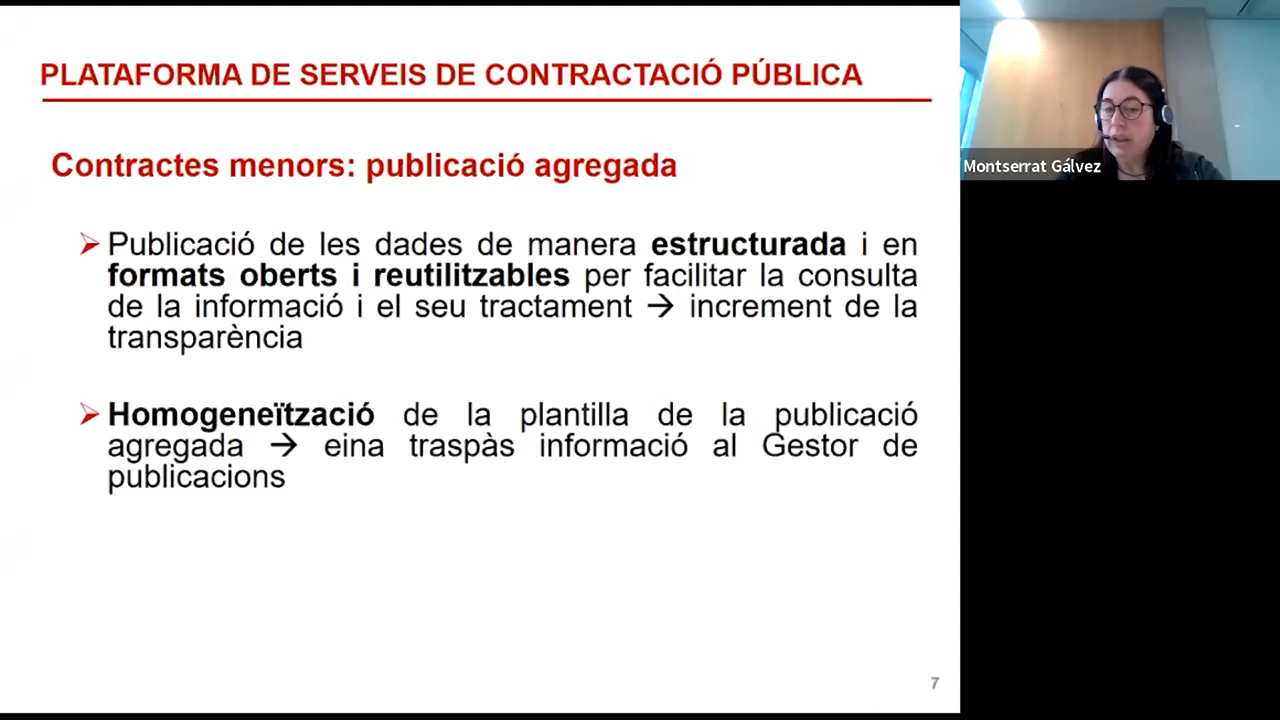 PLATAFORMA DE SERVEIS DE CONTRACTACIÓ PÚBLICA
Contractes menors: publicació agregada
➢ Publicació de les dades de manera estructurada i en
formats oberts i reutilitzables per facilitar la consulta
de la informació i el seu tractament → increment de la
transparència
➢ Homogeneïtzació de la plantilla de la publicació
agregada → eina traspàs informació al Gestor de
publicacions
7
Montserrat Gálvez